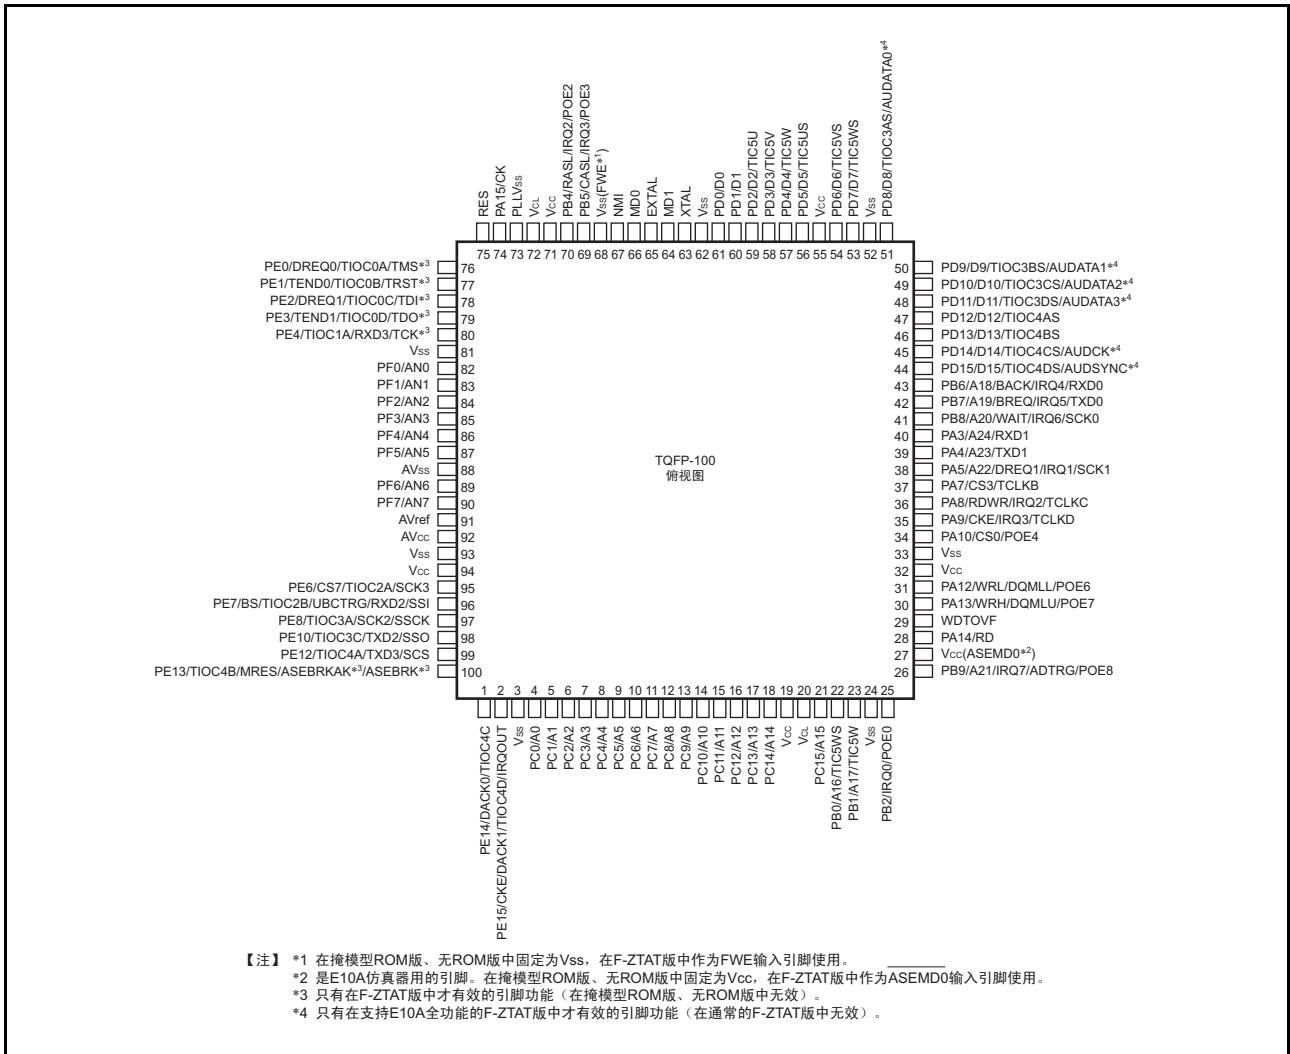 RES
PA15/CK
PLLVss
VCL
Vcc
PB4/RASL/IRQ2/POE2
PB5/CASL/IRQ3/POE3
Vss(FWE*1)
NMI
MD0
EXTAL
MD1
XTAL
Vss
PD0/D0
PD1/D1
PD2/D2/TIC5U
PD3/D3/TIC5V
PD4/D4/TIC5W
PD5/D5/TIC5US
Vcc
PD6/D6/TIC5VS
PD7/D7/TIC5WS
Vss
PD8/D8/TIOC3AS/AUDATA0*4
75 74 73 72 71 70 69 68 67 66 65 64 63 62 61 60 59 58 57 56 55 54 53 52 51
PE0/DREQ0/TIOC0A/TMS*3 76
PE1/TEND0/TIOC0B/TRST*3 77
PE2/DREQ1/TIOC0C/TDI*3 78
PE3/TEND1/TIOC0D/TDO*3 79
PE4/TIOC1A/RXD3/TCK*3 80
Vss 81
PF0/AN0 82
PF1/AN1 83
PF2/AN2 84
PF3/AN3 85
PF4/AN4 86
PF5/AN5 87
AVss 88
PF6/AN6 89
PF7/AN7 90
AVref 91
AVcc 92
Vss 93
Vcc 94
PE6/CS7/TIOC2A/SCK3 95
PE7/BS/TIOC2B/UBCTRG/RXD2/SSI 96
PE8/TIOC3A/SCK2/SSCK 97
PE10/TIOC3C/TXD2/SSO 98
PE12/TIOC4A/TXD3/SCS 99
PE13/TIOC4B/MRES/ASEBRKAK*3/ASEBRK*3 100
TQFP-100
俯视图
50 PD9/D9/TIOC3BS/AUDATA1*4
49 PD10/D10/TIOC3CS/AUDATA2*4
48 PD11/D11/TIOC3DS/AUDATA3*4
47 PD12/D12/TIOC4AS
46 PD13/D13/TIOC4BS
45 PD14/D14/TIOC4CS/AUDCK*4
44 PD15/D15/TIOC4DS/AUDSYNC*4
43 PB6/A18/BACK/IRQ4/RXD0
42 PB7/A19/BREQ/IRQ5/TXD0
41 PB8/A20/WAIT/IRQ6/SCK0
40 PA3/A24/RXD1
39 PA4/A23/TXD1
38 PA5/A22/DREQ1/IRQ1/SCK1
37 PA7/CS3/TCLKB
36 PA8/RDWR/IRQ2/TCLKC
35 PA9/CKE/IRQ3/TCLKD
34 PA10/CS0/POE4
33 Vss
32 Vcc
31 PA12/WRL/DQMLL/POE6
30 PA13/WRH/DQMLU/POE7
29 WDTOVF
28 PA14/RD
27 Vcc(ASEMD0*2)
26 PB9/A21/IRQ7/ADTRG/POE8
1 2 3 4 5 6 7 8 9 10 11 12 13 14 15 16 17 18 19 20 21 22 23 24 25
PE14/DACK0/TIOC4C
PE15/CKE/DACK1/TIOC4D/IRQOUT
Vss
PC0/A0
PC1/A1
PC2/A2
PC3/A3
PC4/A4
PC5/A5
PC6/A6
PC7/A7
PC8/A8
PC9/A9
PC10/A10
PC11/A11
PC12/A12
PC13/A13
PC14/A14
Vcc
VCL
PC15/A15
PB0/A16/TIC5WS
PB1/A17/TIC5W
Vss
PB2/IRQ0/POE0
【注】 *1 在掩模型ROM版、无ROM版中固定为Vss，在F-ZTAT版中作为FWE输入引脚使用。
*2 是E10A仿真器用的引脚。在掩模型ROM版、无ROM版中固定为Vcc，在F-ZTAT版中作为ASEMD0输入引脚使用。
*3 只有在F-ZTAT版中才有效的引脚功能（在掩模型ROM版、无ROM版中无效）。
*4 只有在支持E10A全功能的F-ZTAT版中才有效的引脚功能（在通常的F-ZTAT版中无效）。